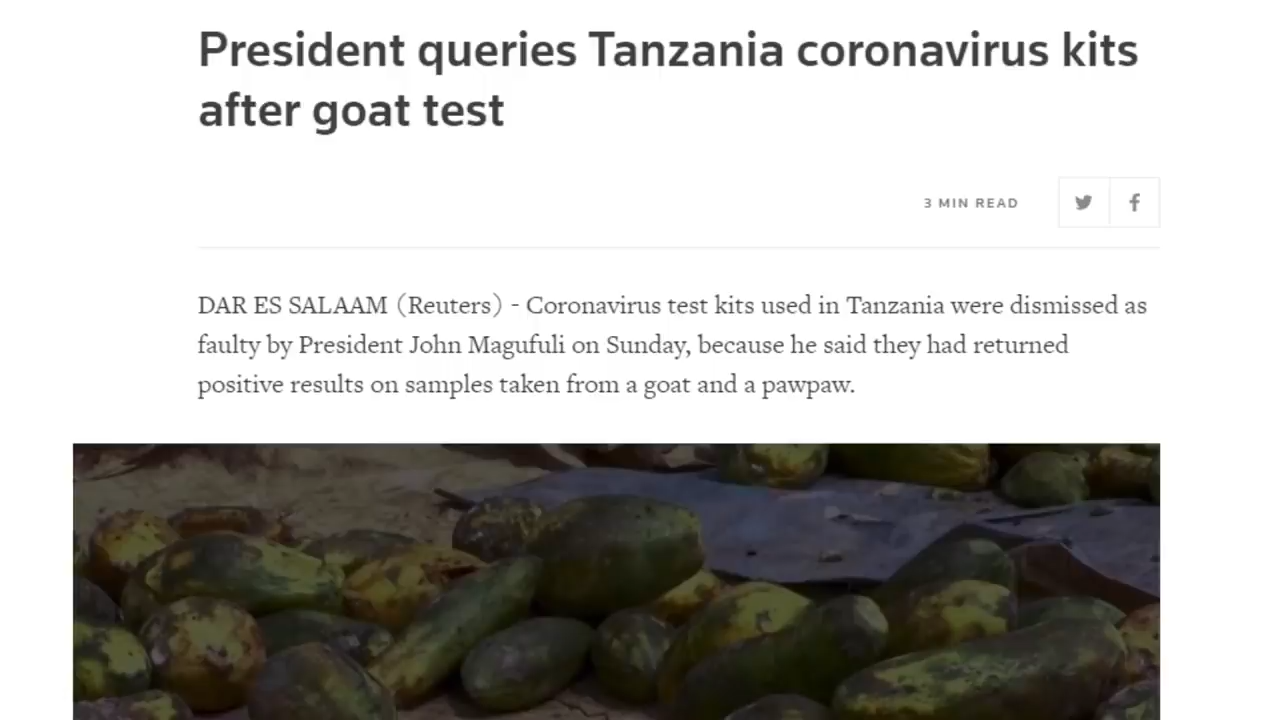 President queries Tanzania coronavirus kits
after goat test
3 MIN READ
DAR ES SALAAM (Reuters) - Coronavirus test kits used in Tanzania were dismissed as
faulty by President John Magufuli on Sunday, because he said they had returned
positive results on samples taken from a goat and a pawpaw.